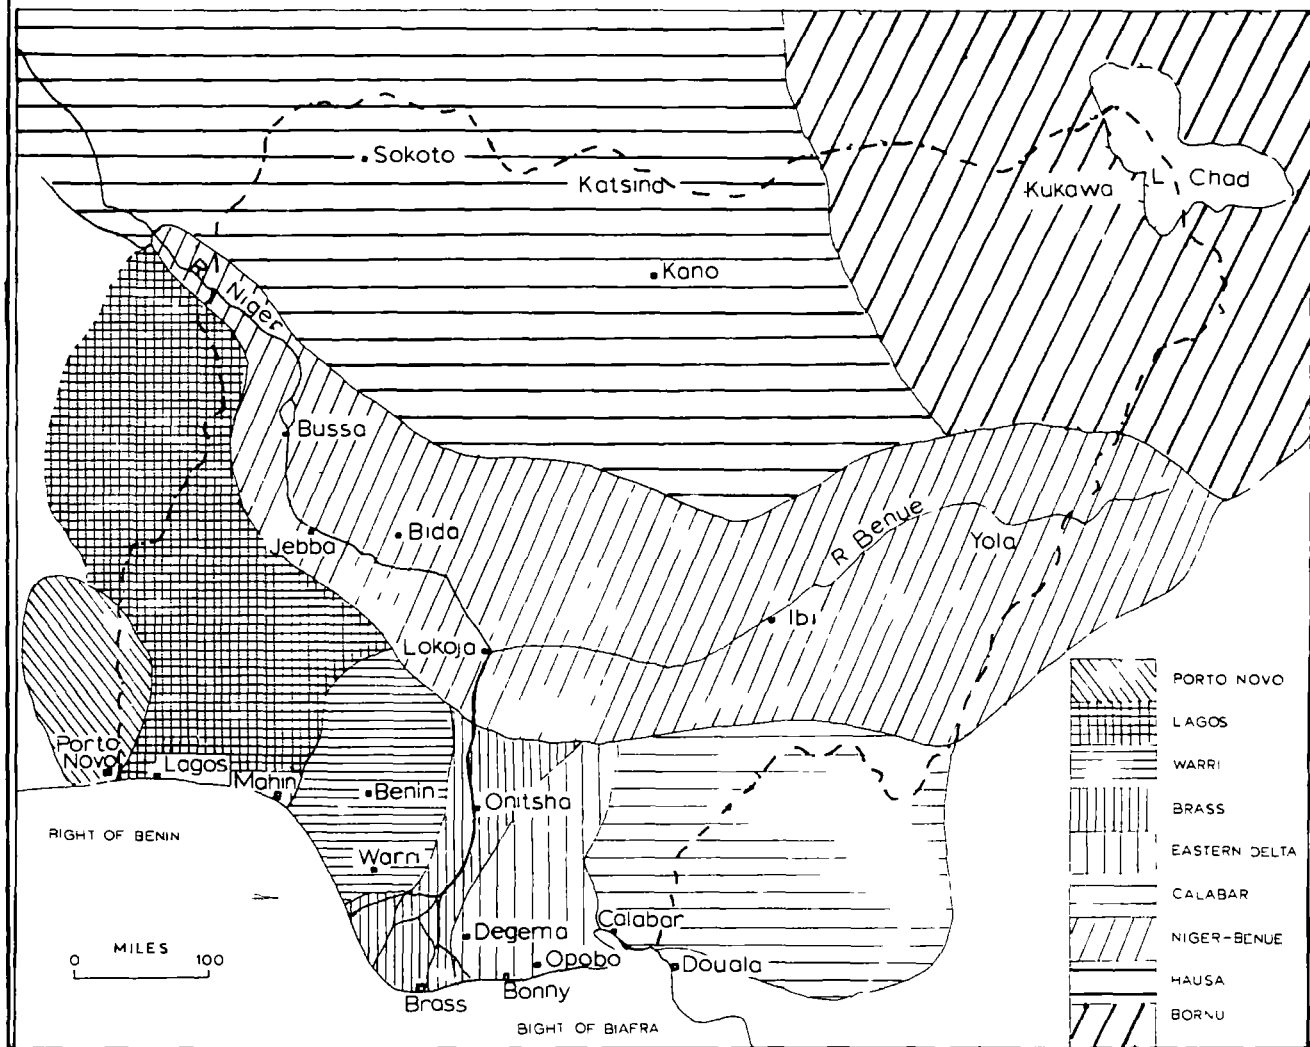 Sokoto
Katsina
Kukawa
L Chad
Kano
R Niger
Bussa
Jebba
Bida
R Benue
Yola
Ibi
Lokoja
Porto
Novo
Lagos
Mahin
Benin
Onitsha
Warri
BIGHT OF BENIN
MILES
0 100
Degema
Calabar
Opobo
Douala
Bonny
Brass
BIGHT OF BIAFRA
PORTO NOVO
LAGOS
WARRI
BRASS
EASTERN DELTA
CALABAR
NIGER-BENUE
HAUSA
BORNU